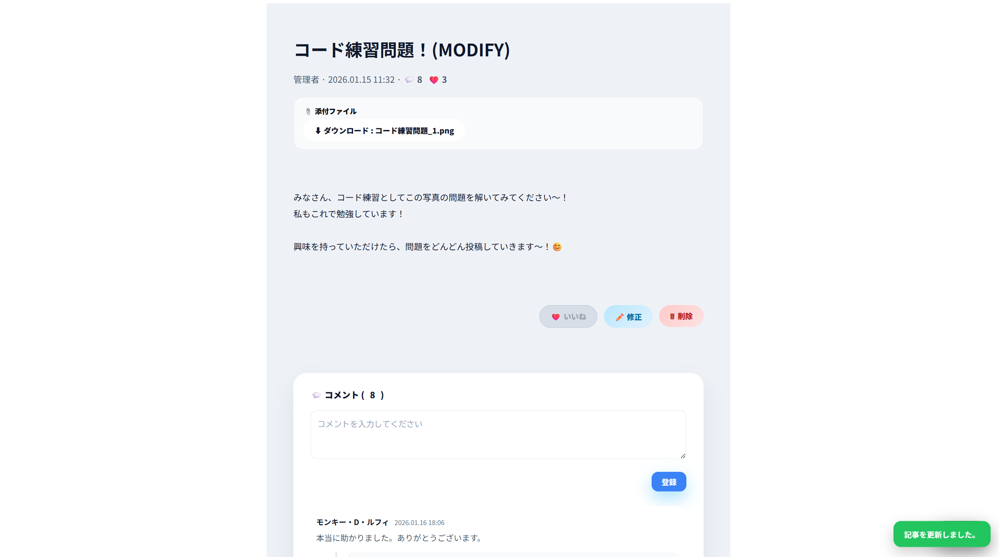 コード練習問題！(MODIFY)
管理者 · 2026.01.15 11:32 · 💬 8 ❤️ 3
📎 添付ファイル
⬇ ダウンロード : コード練習問題_1.png
みなさん、コード練習としてこの写真の問題を解いてみてください〜！
私もこれで勉強しています！
興味を持っていただけたら、問題をどんどん投稿していきます〜！😊
❤️ いいね ✏️ 修正 🗑 削除
💬 コメント ( 8 )
コメントを入力してください
登録
モンキー・D・ルフィ 2026.01.16 18:06
本当に助かりました。ありがとうございます。
記事を更新しました。